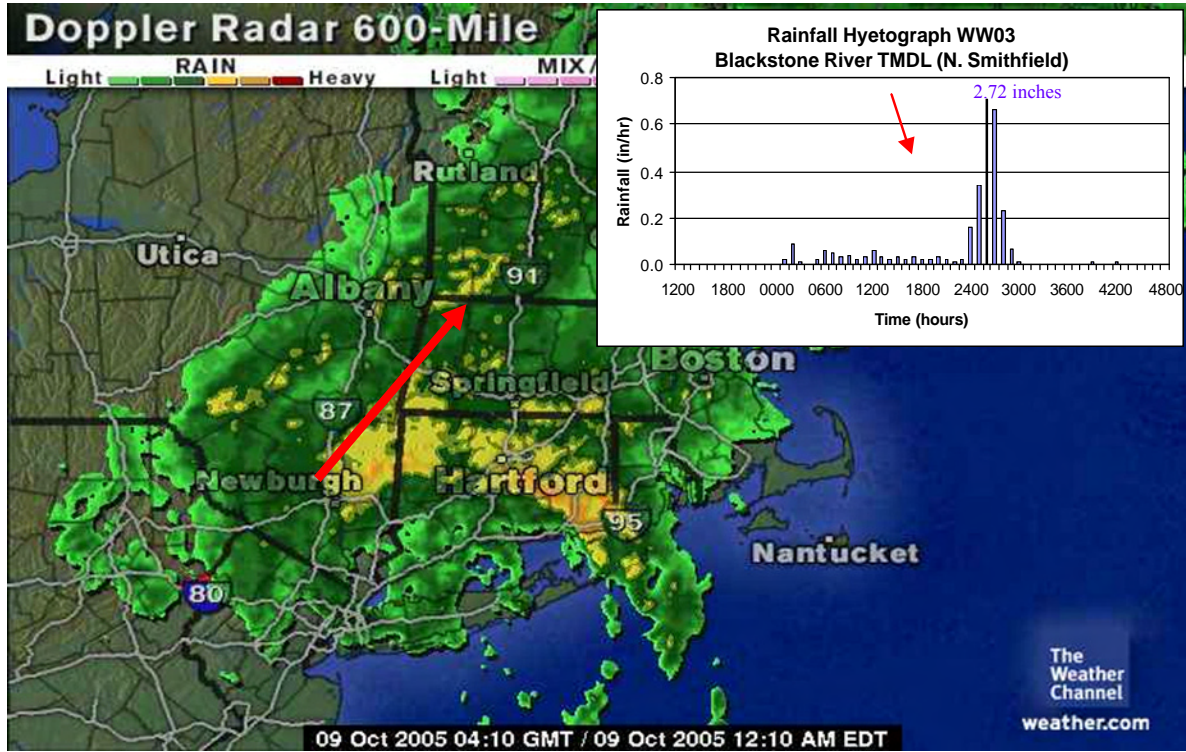 Doppler Radar 600-Mile
RAIN
Light Heavy
MIX/
Light
Rainfall Hyetograph WW03
Blackstone River TMDL (N. Smithfield)
2.72 inches
Rainfall (in/hr)
0.8
0.6
0.4
0.2
0.0
1200 1800 0000 0600 1200 1800 2400 3000 3600 4200 4800
Time (hours)
Rutland
Utica
91
Albany
Boston
Springfield
87
Newburgh
Hartford
95
Nantucket
80
The
Weather
Channel
weather.com
09 Oct 2005 04:10 GMT / 09 Oct 2005 12:10 AM EDT